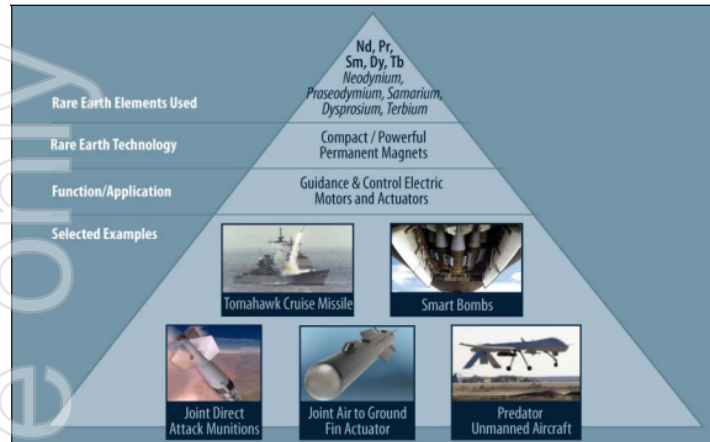 Nd, Pr,
Sm, Dy, Tb
Neodynium,
Praseodymium, Samarium,
Dysprosium, Terbium
Rare Earth Elements Used
Rare Earth Technology
Compact / Powerful
Permanent Magnets
Function/Application
Guidance & Control Electric
Motors and Actuators
Selected Examples
Tomahawk Cruise Missile
Smart Bombs
Joint Direct
Attack Munitions
Joint Air to Ground
Fin Actuator
Predator
Unmanned Aircraft
e only